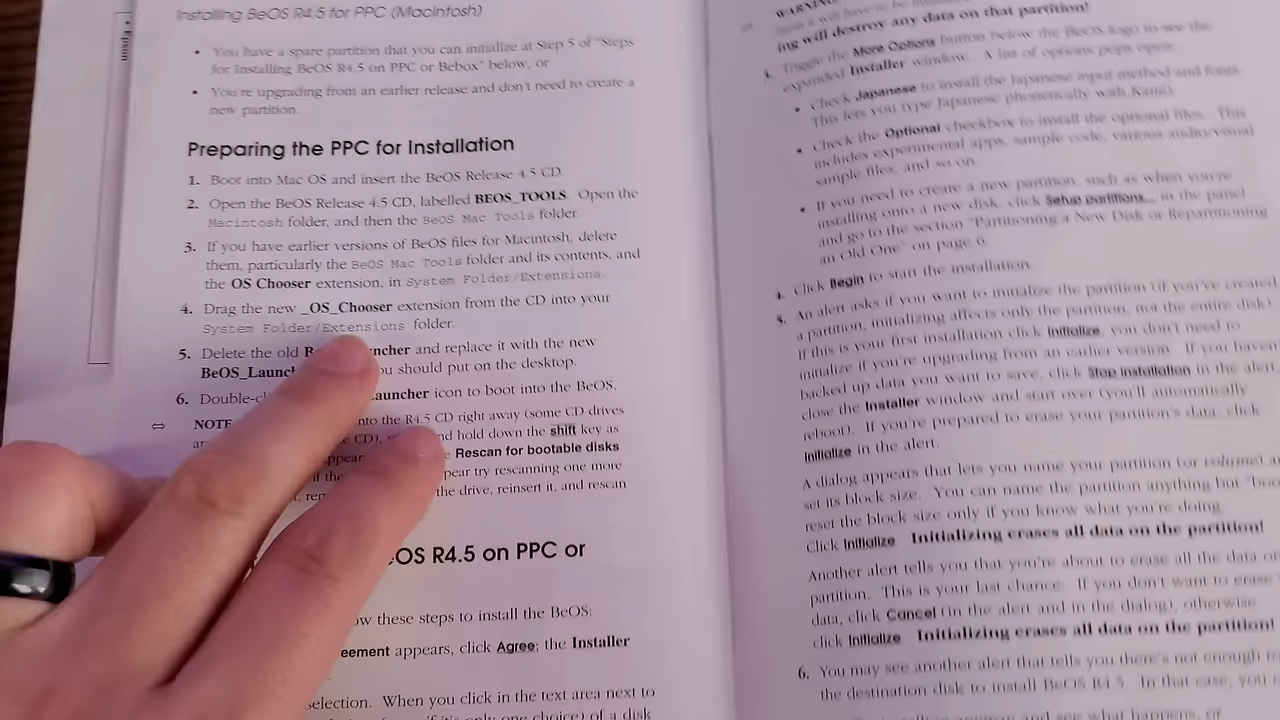 Installing BeOS R4.5 for PPC (Macintosh)
• You have a spare partition that you can initialize at Step 5 of "Steps
for Installing BeOS R4.5 on PPC or Bebox" below, or
• You're upgrading from an earlier release and don't need to create a
new partition.
Preparing the PPC for Installation
1. Boot into Mac OS and insert the BeOS Release 4.5 CD.
2. Open the BeOS Release 4.5 CD, labelled BEOS_TOOLS. Open the
Macintosh folder, and then the BeOS Mac Tools folder.
3. If you have earlier versions of BeOS files for Macintosh, delete
them, particularly the BeOS Mac Tools folder and its contents, and
the OS Chooser extension, in System Folder/Extensions.
4. Drag the new _OS_Chooser extension from the CD into your
System Folder/Extensions folder.
5. Delete the old and replace it with the new
should put on the desktop.
6. icon to boot into the BeOS.
⇔ NOTE the R4.5 CD right away (some CD drives
CD), hold down the shift key as
Rescan for bootable disks
try rescanning one more
the drive, reinsert it, and rescan
R4.5 on PPC or
these steps to install the BeOS:
appears, click Agree; the Installer
selection. When you click in the text area next to
of a disk
• Epson
ing will destroy any data on that partition!
3. Toggle the More Options button below the BeOS logo to see the
expanded Installer window. A list of options pops open:
• Check Japanese to install the Japanese input method and fonts.
This lets you type Japanese phonetically with Kanji.
• Check the Optional checkbox to install the optional files. This
includes experimental apps, sample code, various audio/visual
sample files, and so on.
• If you need to create a new partition, such as when you're
installing onto a new disk, click Setup partitions... in the panel
and go to the section "Partitioning a New Disk or Repartitioning
an Old One" on page 6.
4. Click Begin to start the installation.
5. An alert asks if you want to initialize the partition (if you've created
a partition, initializing affects only the partition, not the entire disk).
If this is your first installation click Initialize, you don't need to
initialize if you're upgrading from an earlier version. If you haven't
backed up data you want to save, click Stop installation in the alert,
close the Installer window and start over (you'll automatically
reboot). If you're prepared to erase your partition's data, click
Initialize in the alert.
A dialog appears that lets you name your partition (or volume) a
set its block size. You can name the partition anything but "boo
reset the block size only if you know what you're doing.
Click Initialize. Initializing erases all data on the partition!
Another alert tells you that you're about to erase all the data on
partition. This is your last chance: If you don't want to erase
data, click Cancel (in the alert and in the dialog), otherwise
click Initialize. Initializing erases all data on the partition!
6. You may see another alert that tells you there's not enough
the destination disk to install BeOS R4.5. In that case, you
and see what happens, or